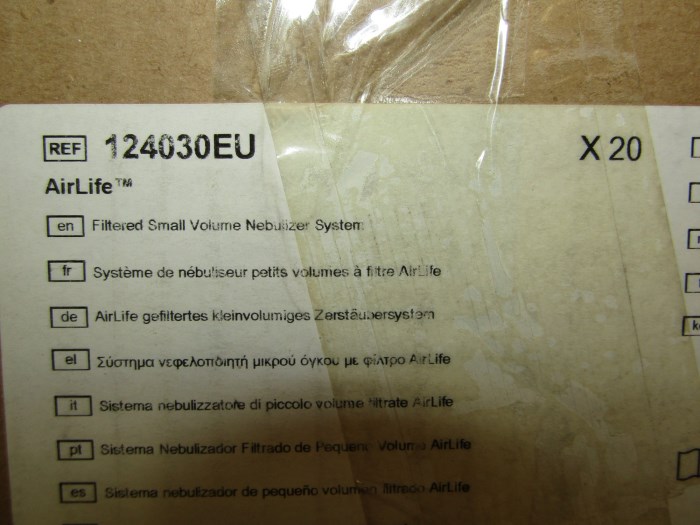 REF 124030EU X 20
AirLife™
en Filtered Small Volume Nebulizer System
fr Système de nébuliseur petits volumes à filtre AirLife
de AirLife gefiltertes kleinvolumiges Zerstäubersystem
el Σύστημα νεφελοποιητή μικρού όγκου με φίλτρο AirLife
it Sistema nebulizzatore di piccolo volume filtrate AirLife
pt Sistema Nebulizador Filtrado de Pequeno Volume AirLife
es Sistema nebulizador de pequeño volumen filtrado AirLife